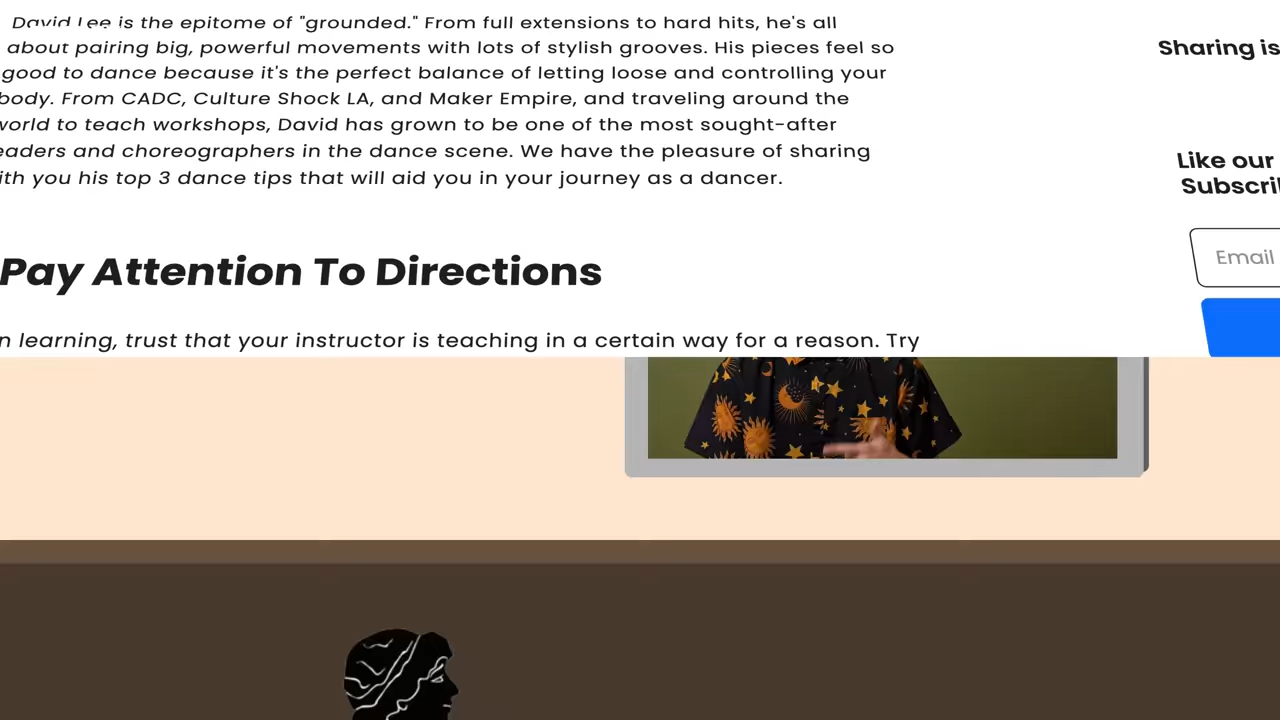 David Lee is the epitome of "grounded." From full extensions to hard hits, he's all
about pairing big, powerful movements with lots of stylish grooves. His pieces feel so
good to dance because it's the perfect balance of letting loose and controlling your
body. From CADC, Culture Shock LA, and Maker Empire, and traveling around the
world to teach workshops, David has grown to be one of the most sought-after
eaders and choreographers in the dance scene. We have the pleasure of sharing
ith you his top 3 dance tips that will aid you in your journey as a dancer.
Pay Attention To Directions
n learning, trust that your instructor is teaching in a certain way for a reason. Try
Sharing is
Like our
Subscri
Email